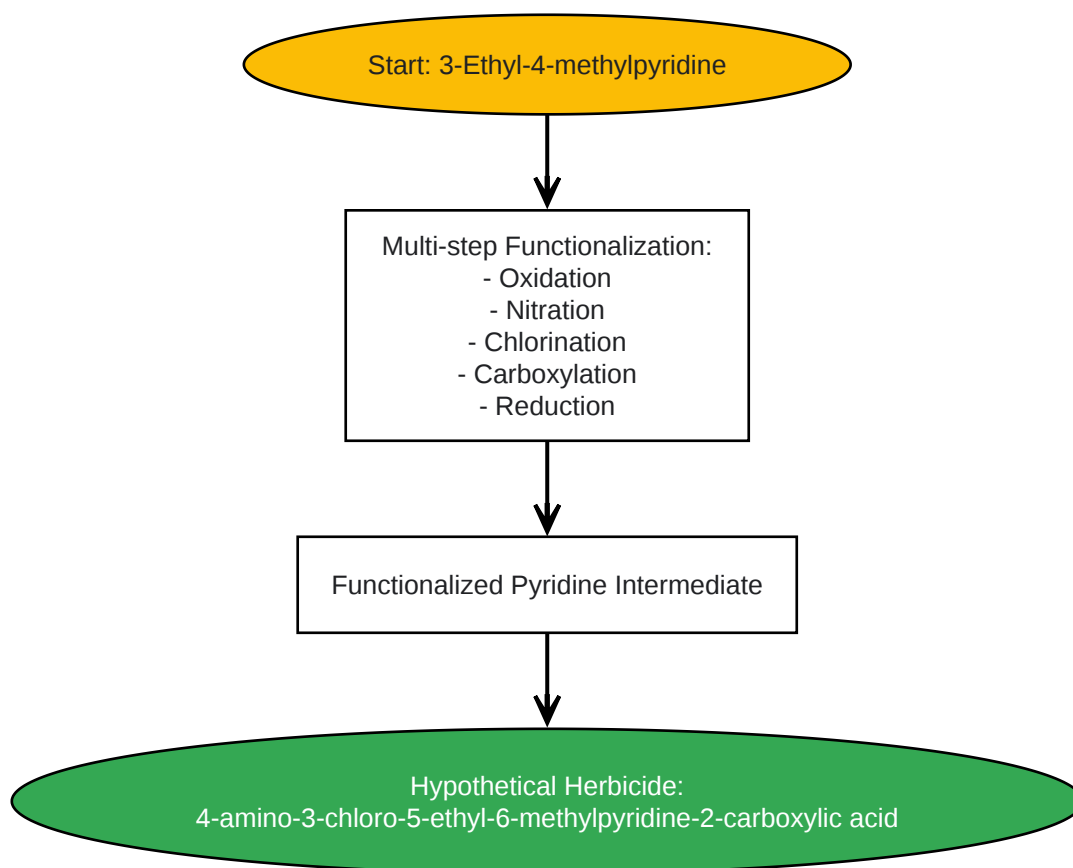 Start: 3-Ethyl-4-methylpyridine
Multi-step Functionalization:
- Oxidation
- Nitration
- Chlorination
- Carboxylation
- Reduction
Functionalized Pyridine Intermediate
Hypothetical Herbicide:
4-amino-3-chloro-5-ethyl-6-methylpyridine-2-carboxylic acid